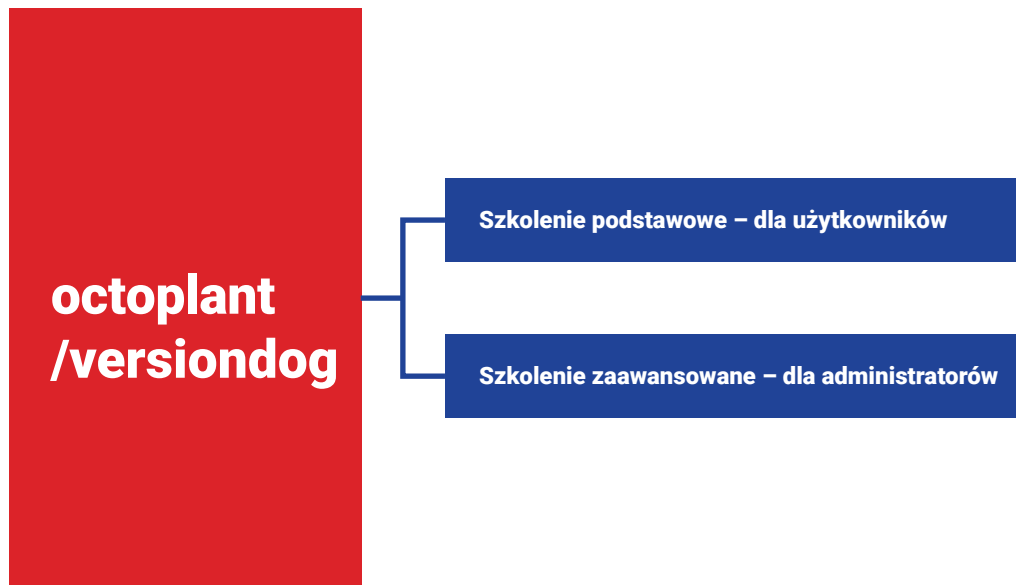 octoplant
/versiondog
Szkolenie podstawowe – dla użytkowników
Szkolenie zaawansowane – dla administratorów